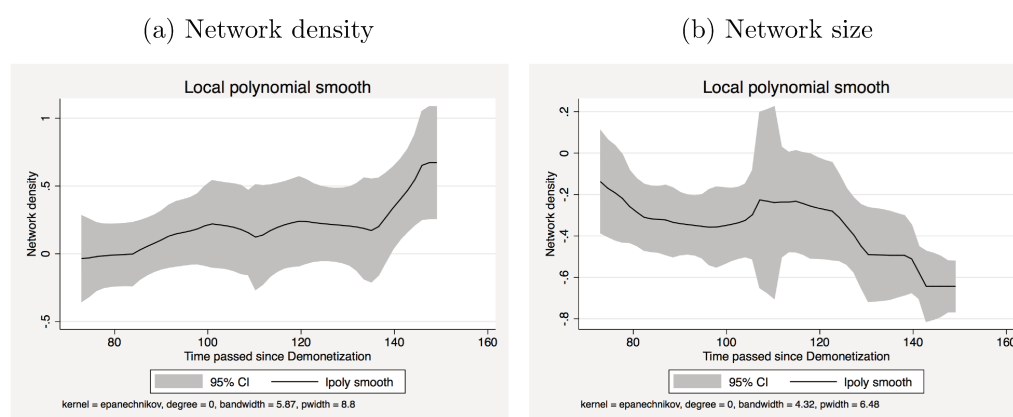 (a) Network density
(b) Network size
Local polynomial smooth
Network density
1
.5
0
-.5
80 100 120 140 160
Time passed since Demonetization
95% CI lpoly smooth
kernel = epanechnikov, degree = 0, bandwidth = 5.87, pwidth = 8.8
Local polynomial smooth
Network density
.2
0
-.2
-.4
-.6
-.8
80 100 120 140 160
Time passed since Demonetization
95% CI lpoly smooth
kernel = epanechnikov, degree = 0, bandwidth = 4.32, pwidth = 6.48